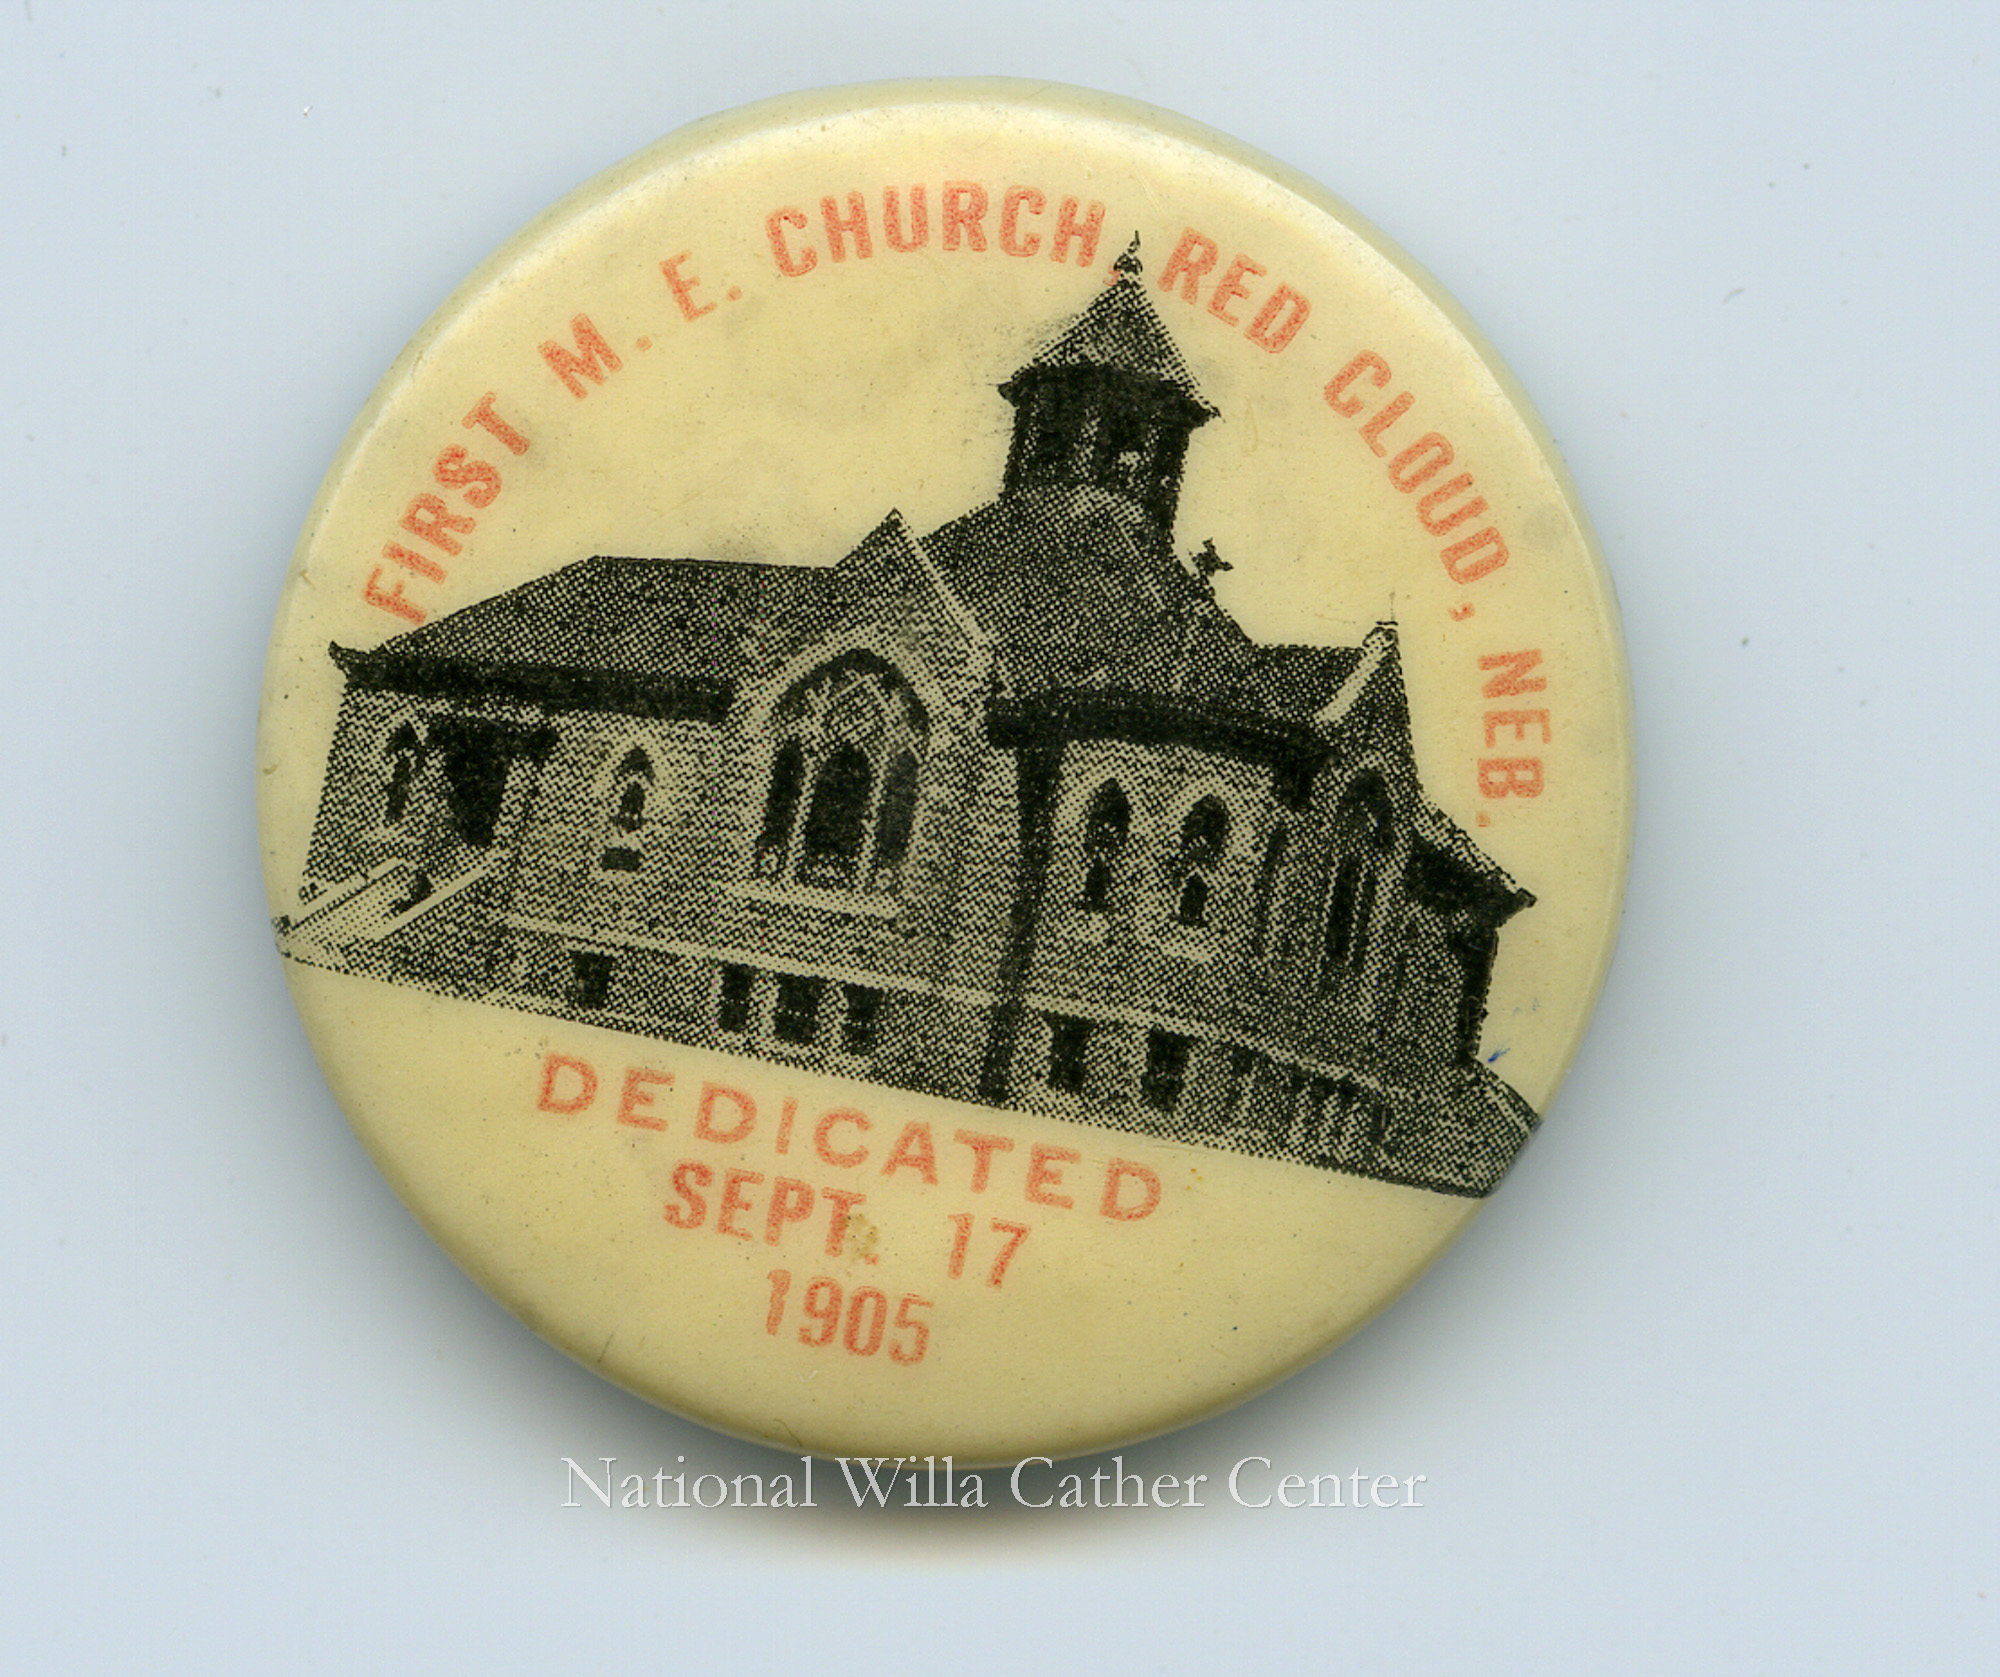 FIRST M. E. CHURCH, RED CLOUD, NEB.
DEDICATED
SEPT. 17
1905
National Willa Cather Center